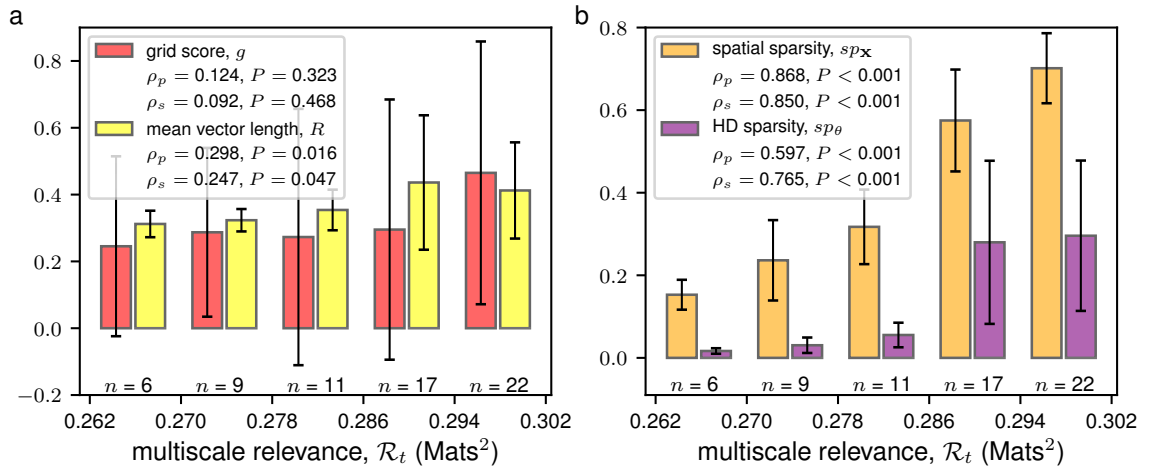 a
grid score, g
ρp = 0.124, P = 0.323
ρs = 0.092, P = 0.468
mean vector length, R
ρp = 0.298, P = 0.016
ρs = 0.247, P = 0.047
0.8
0.6
0.4
0.2
0.0
−0.2
n = 6 n = 9 n = 11 n = 17 n = 22
0.262 0.270 0.278 0.286 0.294 0.302
multiscale relevance, ℛt (Mats²)
b
spatial sparsity, spx
ρp = 0.868, P < 0.001
ρs = 0.850, P < 0.001
HD sparsity, spθ
ρp = 0.597, P < 0.001
ρs = 0.765, P < 0.001
0.8
0.6
0.4
0.2
0.0
n = 6 n = 9 n = 11 n = 17 n = 22
0.262 0.270 0.278 0.286 0.294 0.302
multiscale relevance, ℛt (Mats²)